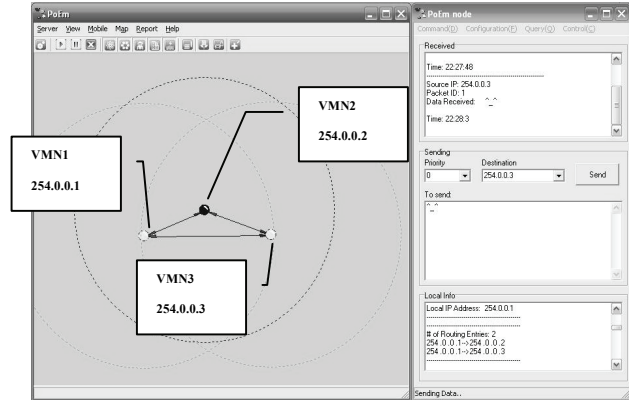 PoEm
Server View Mobile Map Report Help
VMN2
254.0.0.2
VMN1
254.0.0.1
VMN3
254.0.0.3
PoEm node
Command(D) Configuration(F) Query(Q) Control(C)
Received
Time: 22:27:48
Source IP: 254.0.0.3
Packet ID: 1
Data Received: ^_^
Time: 22:28:3
Sending
Priority Destination
0 254.0.0.3 Send
To send:
^_^
Local Info
Local IP Address: 254.0.0.1
# of Routing Entries: 2
254 .0 .0 .1->254 .0 .0 .2
254 .0 .0 .1->254 .0 .0 .3
Sending Data..